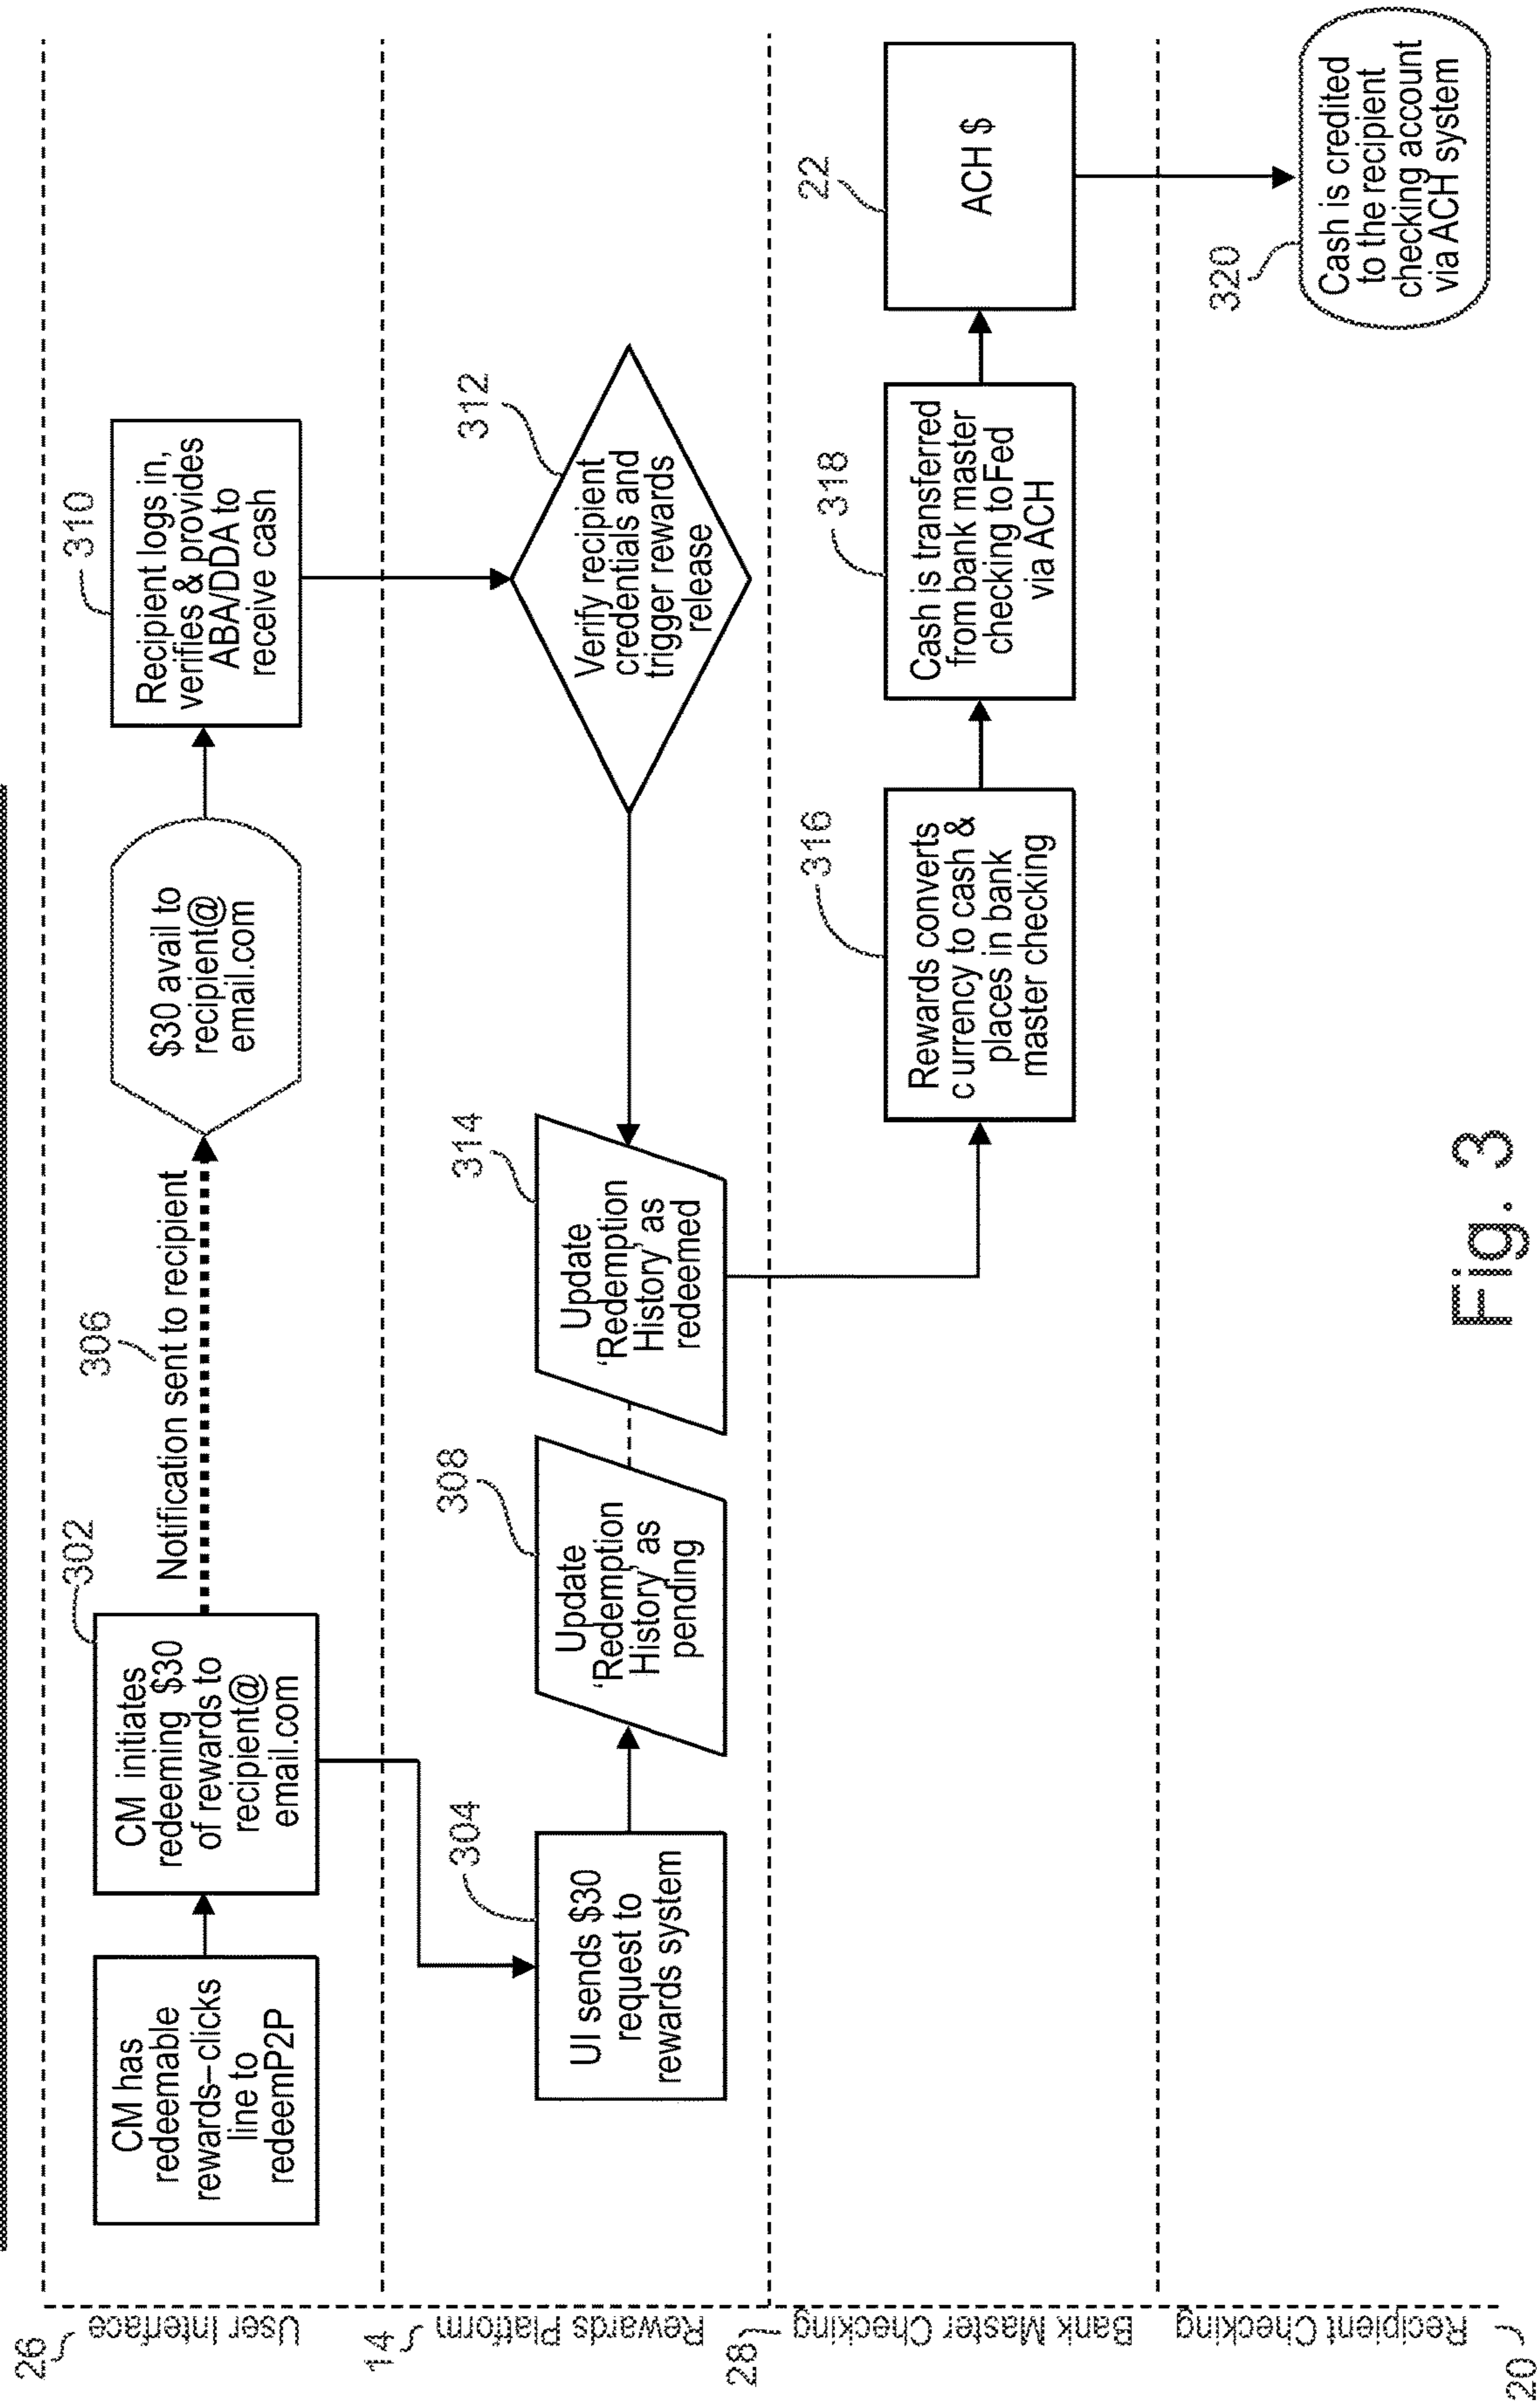 26
User Interface
CM has
redeemable
rewards–clicks
line to
redeemP2P
302
CM initiates
redeeming $30
of rewards to
recipient@
email.com
306
Notification sent to recipient
$30 avail to
recipient@
email.com
310
Recipient logs in,
verifies & provides
ABA/DDA to
receive cash
14
Rewards Platform
304
UI sends $30
request to
rewards system
308
Update
‘Redemption
History’ as
pending
314
Update
‘Redemption
History’ as
redeemed
312
Verify recipient
credentials and
trigger rewards
release
28
Bank Master Checking
316
Rewards converts
currency to cash &
places in bank
master checking
318
Cash is transferred
from bank master
checking toFed
via ACH
22
ACH $
20
Recipient Checking
320
Cash is credited
to the recipient
checking account
via ACH system
Fig. 3